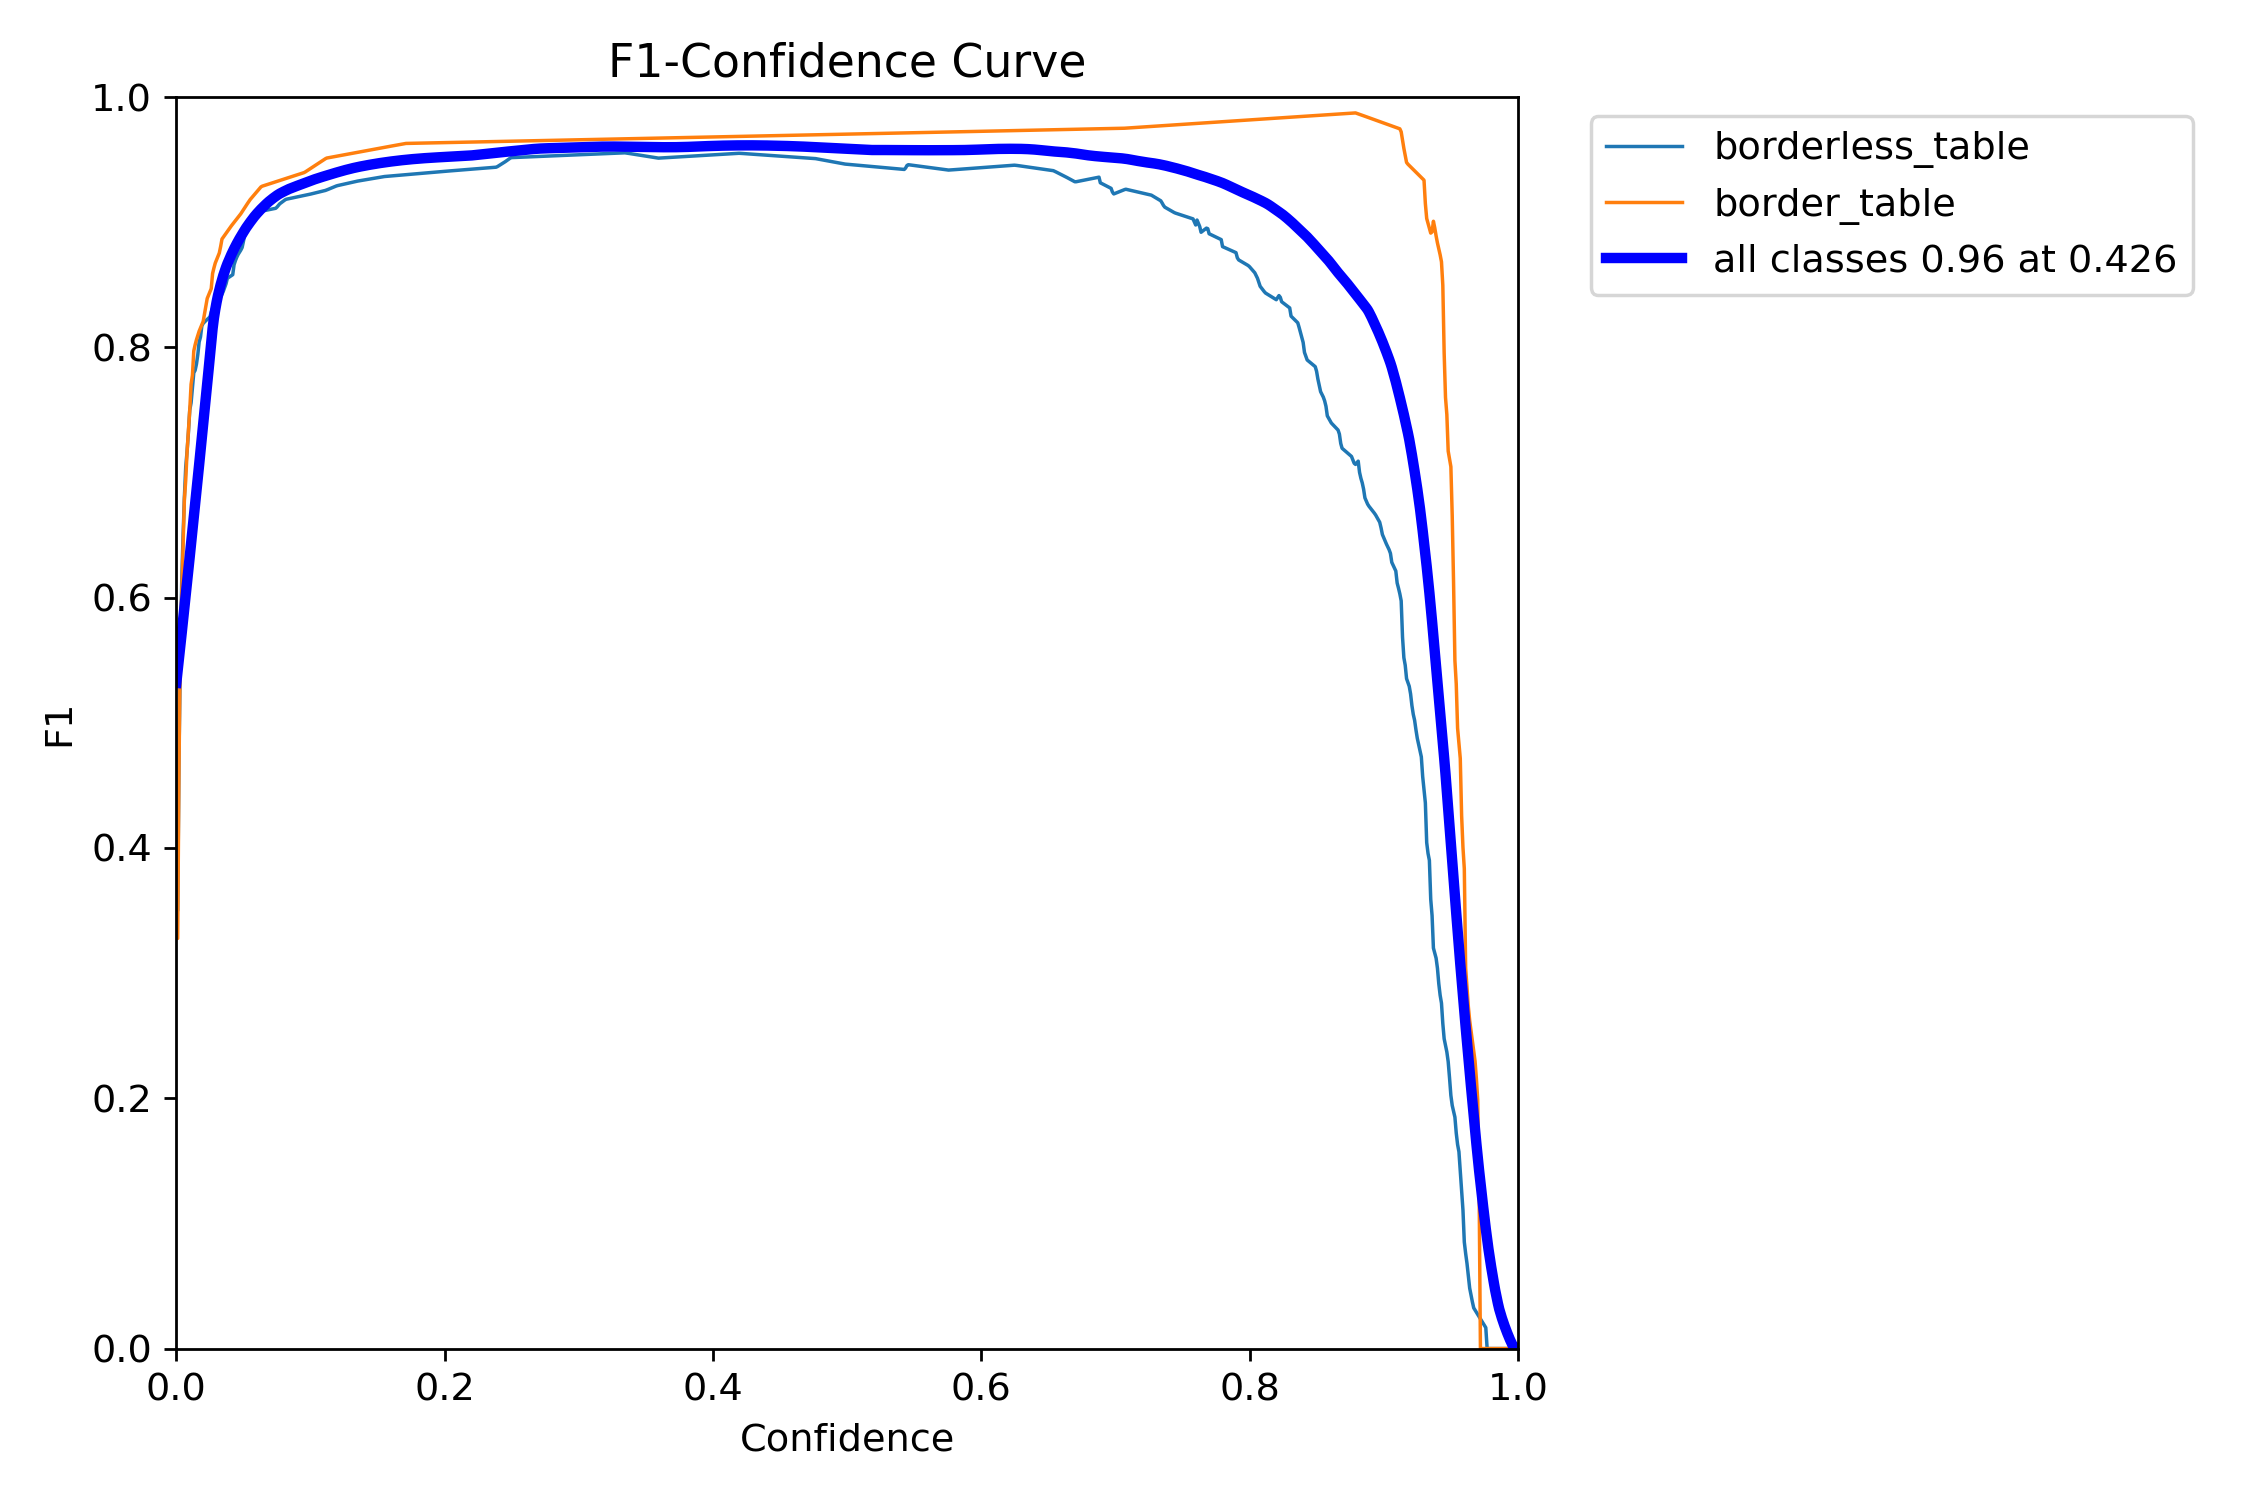 F1-Confidence Curve
borderless_table
border_table
all classes 0.96 at 0.426
F1
1.0
0.8
0.6
0.4
0.2
0.0
0.0 0.2 0.4 0.6 0.8 1.0
Confidence